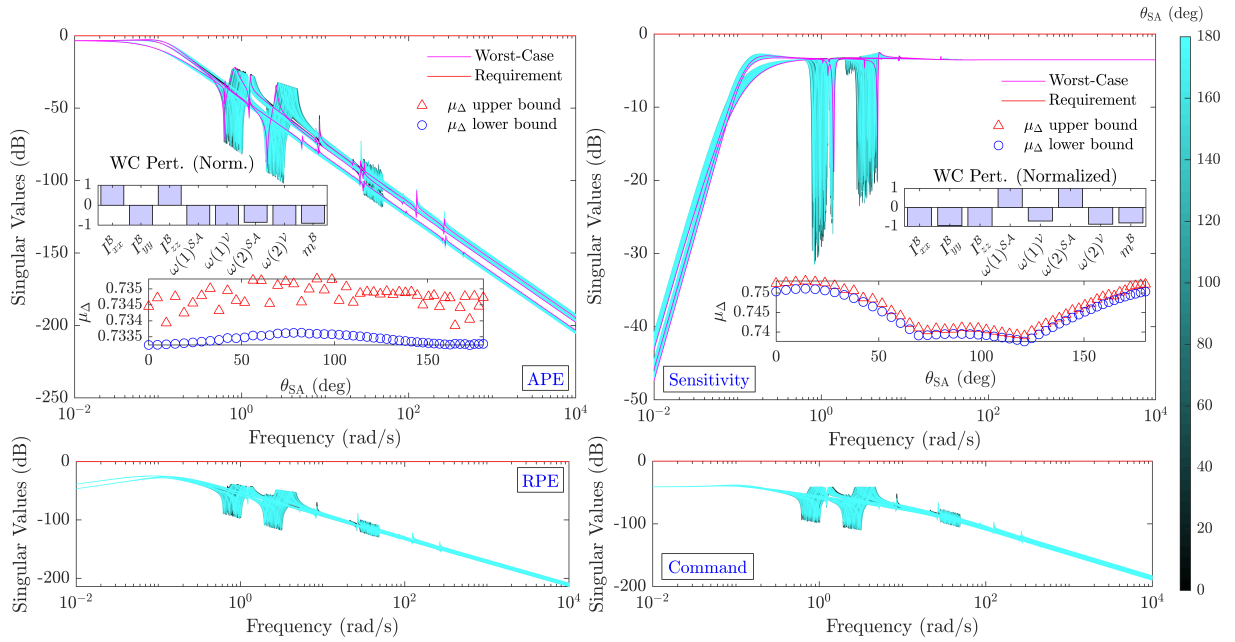 θSA (deg)
0
-50
-100
-150
-200
-250
Singular Values (dB)
Worst-Case
Requirement
μΔ upper bound
μΔ lower bound
WC Pert. (Norm.)
1
0
-1
I^B_xx
I^B_yy
I^B_zz
ω(1)^SA
ω(1)^V
ω(2)^SA
ω(2)^V
m^B
0.735
0.7345
0.734
0.7335
μΔ
0
50
100
150
θSA (deg)
APE
10^-2
10^0
10^2
10^4
Frequency (rad/s)
0
-10
-20
-30
-40
-50
Singular Values (dB)
Worst-Case
Requirement
μΔ upper bound
μΔ lower bound
WC Pert. (Normalized)
1
0
-1
I^B_xx
I^B_yy
I^B_zz
ω(1)^SA
ω(1)^V
ω(2)^SA
ω(2)^V
m^B
0.75
0.745
0.74
μΔ
0
50
100
150
θSA (deg)
Sensitivity
10^-2
10^0
10^2
10^4
Frequency (rad/s)
180
160
140
120
100
80
60
40
20
0
0
-100
-200
Singular Values (dB)
RPE
10^-2
10^0
10^2
10^4
Frequency (rad/s)
0
-100
-200
Singular Values (dB)
Command
10^-2
10^0
10^2
10^4
Frequency (rad/s)